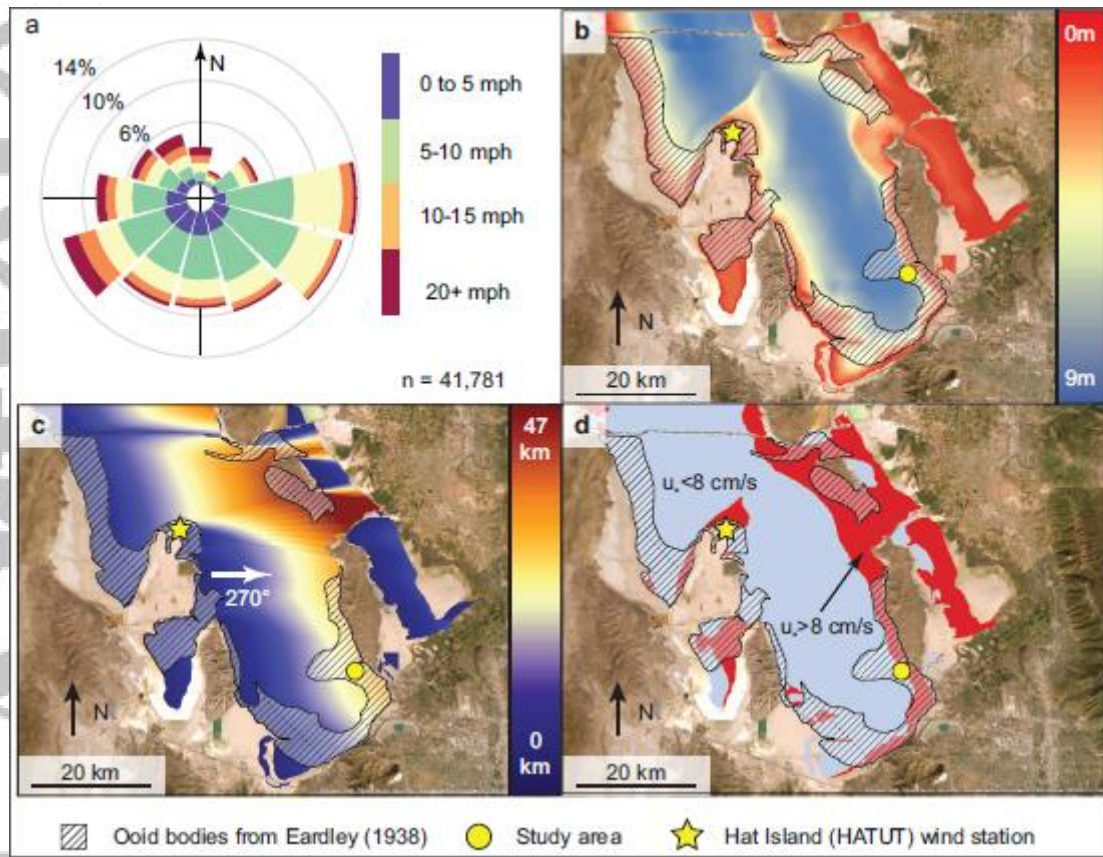 a
N
14%
10%
6%
0 to 5 mph
5-10 mph
10-15 mph
20+ mph
n = 41,781
b
0m
9m
N
20 km
c
47
km
270°
0
km
N
20 km
d
u*<8 cm/s
u*>8 cm/s
N
20 km
Ooid bodies from Eardley (1938)
Study area
Hat Island (HATUT) wind station